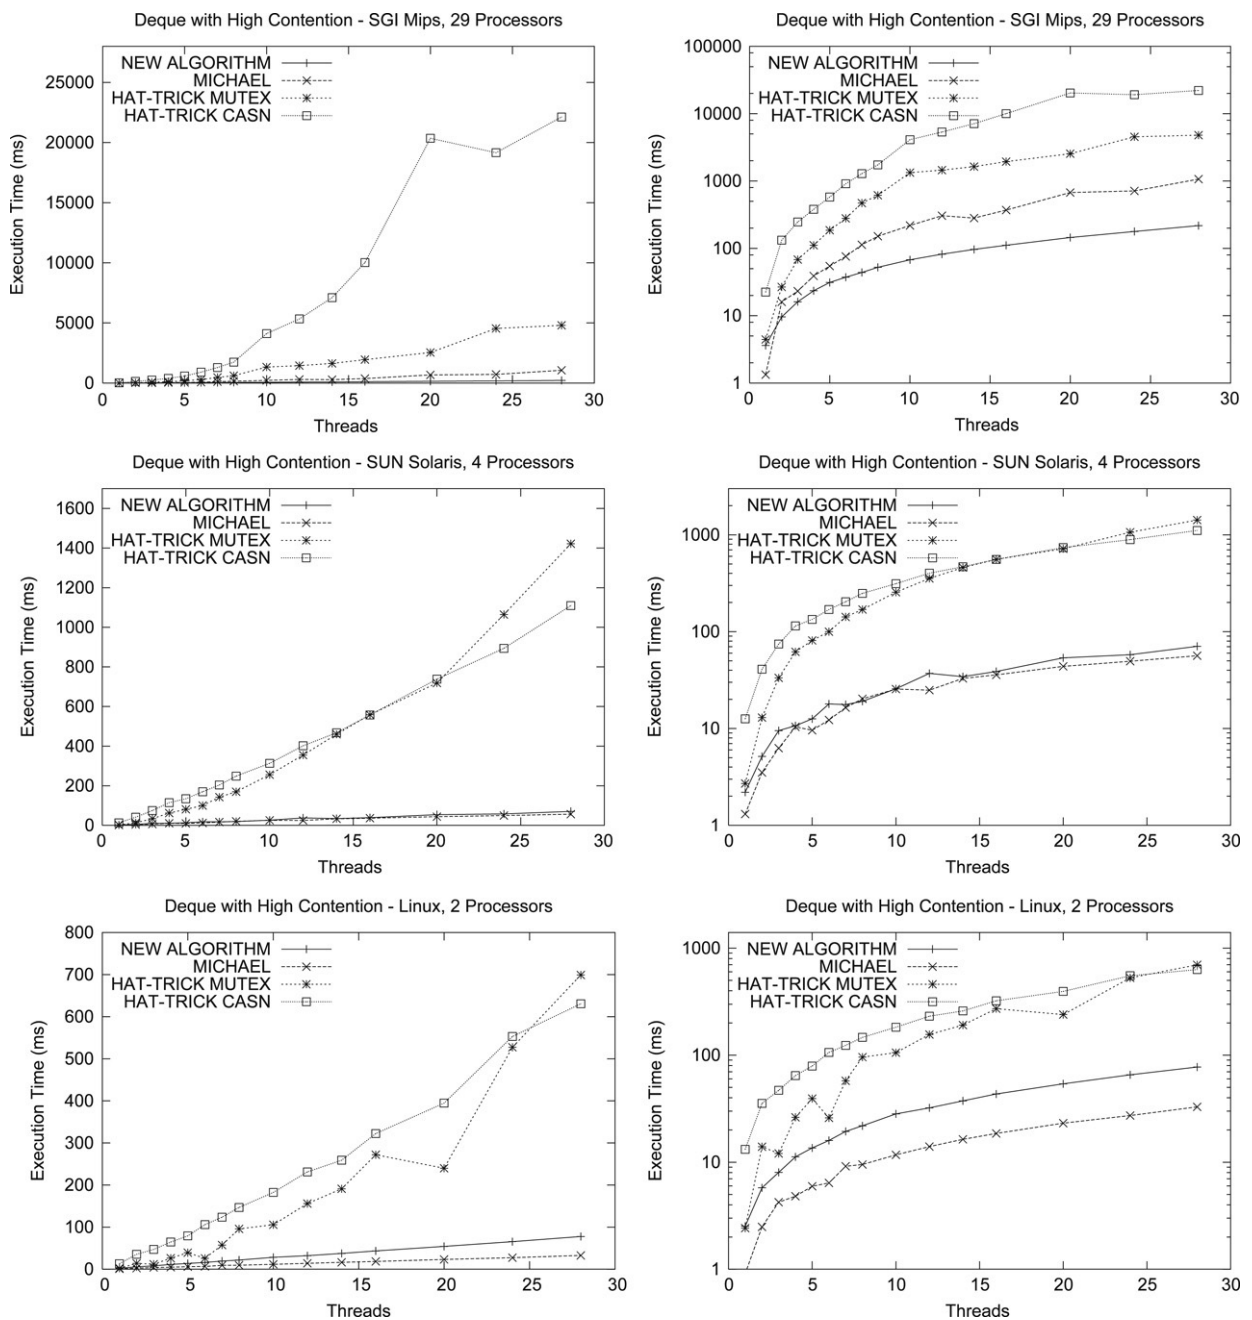 Deque with High Contention - SGI Mips, 29 Processors
Execution Time (ms)
25000
20000
15000
10000
5000
0
NEW ALGORITHM
MICHAEL
HAT-TRICK MUTEX
HAT-TRICK CASN
0 5 10 15 20 25 30
Threads
Deque with High Contention - SGI Mips, 29 Processors
Execution Time (ms)
100000
10000
1000
100
10
1
NEW ALGORITHM
MICHAEL
HAT-TRICK MUTEX
HAT-TRICK CASN
0 5 10 15 20 25 30
Threads
Deque with High Contention - SUN Solaris, 4 Processors
Execution Time (ms)
1600
1400
1200
1000
800
600
400
200
0
NEW ALGORITHM
MICHAEL
HAT-TRICK MUTEX
HAT-TRICK CASN
0 5 10 15 20 25 30
Threads
Deque with High Contention - SUN Solaris, 4 Processors
Execution Time (ms)
1000
100
10
1
NEW ALGORITHM
MICHAEL
HAT-TRICK MUTEX
HAT-TRICK CASN
0 5 10 15 20 25 30
Threads
Deque with High Contention - Linux, 2 Processors
Execution Time (ms)
800
700
600
500
400
300
200
100
0
NEW ALGORITHM
MICHAEL
HAT-TRICK MUTEX
HAT-TRICK CASN
0 5 10 15 20 25 30
Threads
Deque with High Contention - Linux, 2 Processors
Execution Time (ms)
1000
100
10
1
NEW ALGORITHM
MICHAEL
HAT-TRICK MUTEX
HAT-TRICK CASN
0 5 10 15 20 25 30
Threads